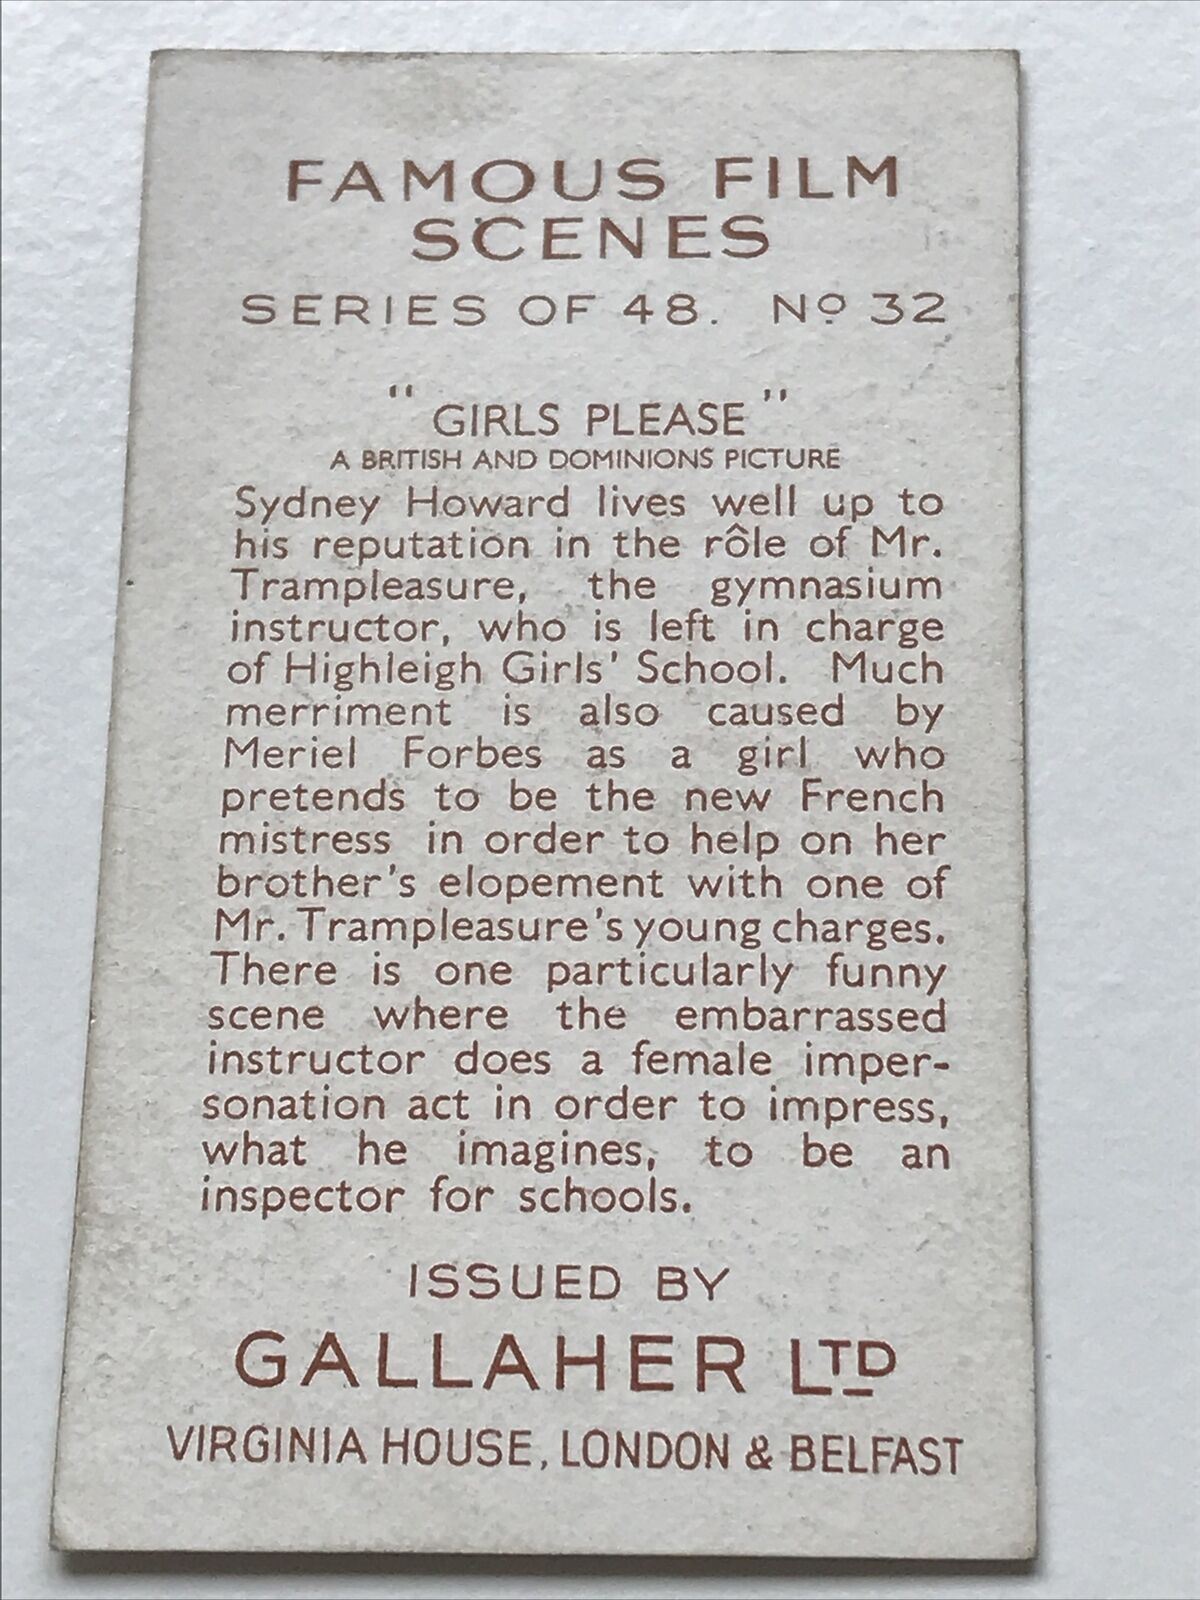 FAMOUS FILM
SCENES
SERIES OF 48. Nº 32
"GIRLS PLEASE"
A BRITISH AND DOMINIONS PICTURE
Sydney Howard lives well up to
his reputation in the rôle of Mr.
Trampleasure, the gymnasium
instructor, who is left in charge
of Highleigh Girls' School. Much
merriment is also caused by
Meriel Forbes as a girl who
pretends to be the new French
mistress in order to help on her
brother's elopement with one of
Mr. Trampleasure's young charges.
There is one particularly funny
scene where the embarrassed
instructor does a female imper-
sonation act in order to impress,
what he imagines, to be an
inspector for schools.
ISSUED BY
GALLAHER LTD
VIRGINIA HOUSE, LONDON & BELFAST